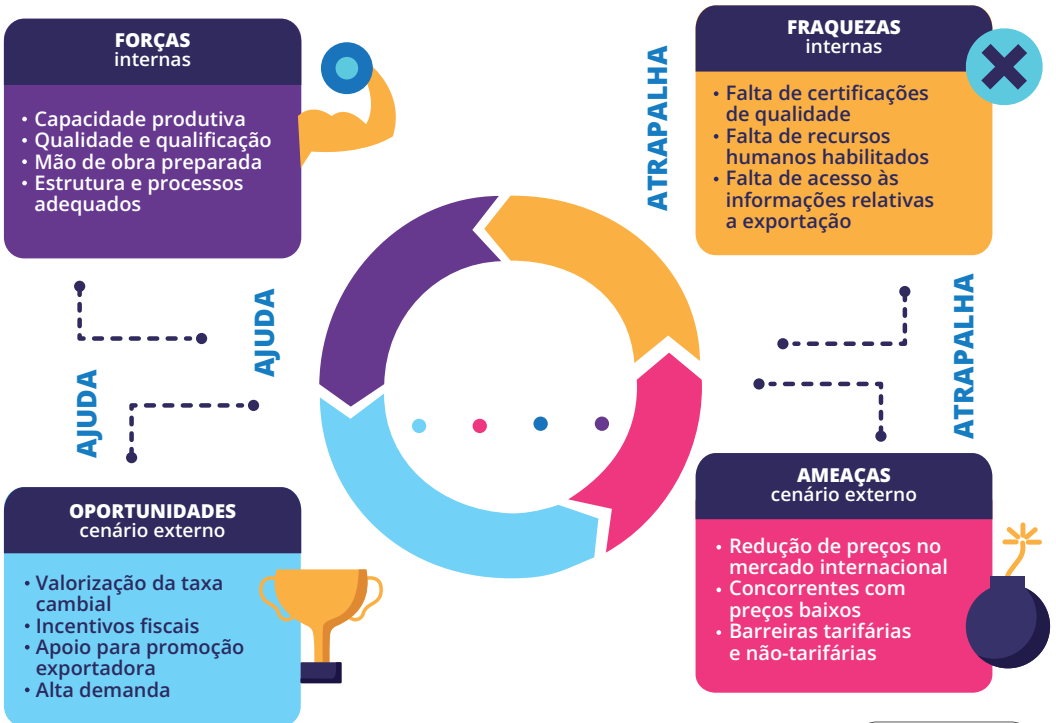 FORÇAS
internas
• Capacidade produtiva
• Qualidade e qualificação
• Mão de obra preparada
• Estrutura e processos
adequados
ATRAPALHA
FRAQUEZAS
internas
• Falta de certificações
de qualidade
• Falta de recursos
humanos habilitados
• Falta de acesso às
informações relativas
a exportação
AJUDA
AJUDA
ATRAPALHA
OPORTUNIDADES
cenário externo
• Valorização da taxa
cambial
• Incentivos fiscais
• Apoio para promoção
exportadora
• Alta demanda
AMEAÇAS
cenário externo
• Redução de preços no
mercado internacional
• Concorrentes com
preços baixos
• Barreiras tarifárias
e não-tarifárias